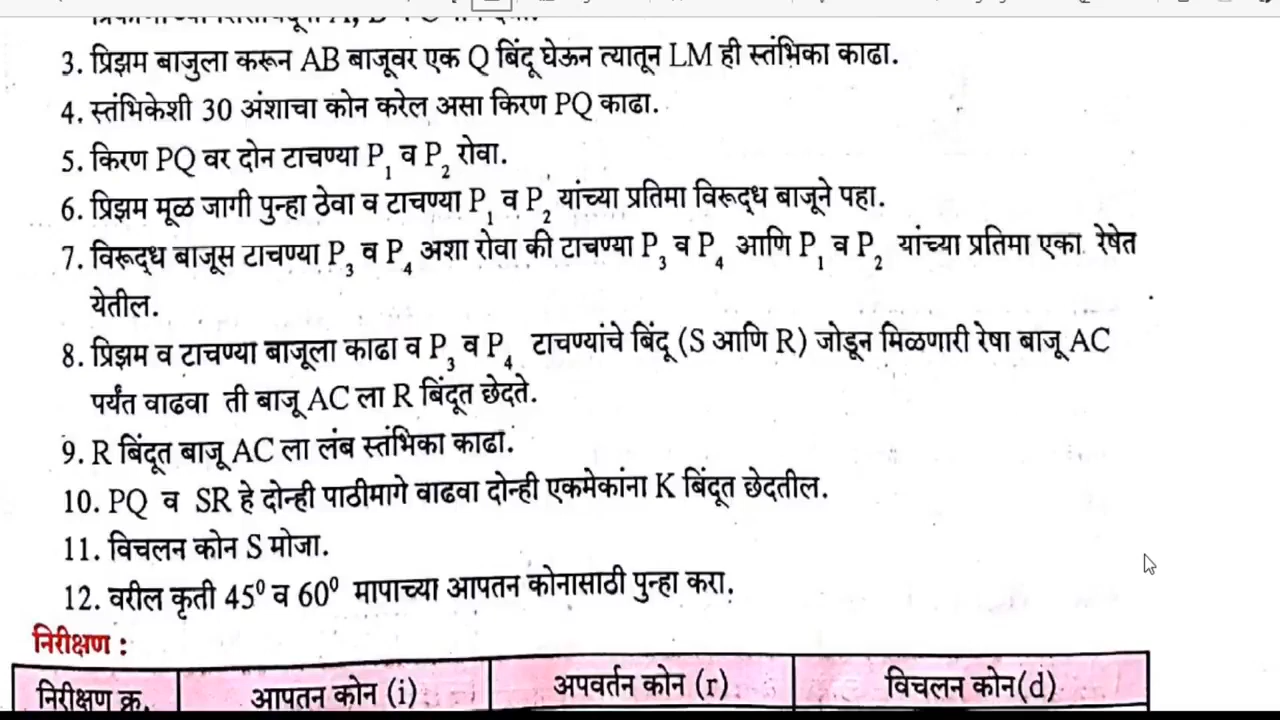 3. प्रिझम बाजुला करून AB बाजूवर एक Q बिंदू घेऊन त्यातून LM ही स्तंभिका काढा.
4. स्तंभिकेशी 30 अंशाचा कोन करेल असा किरण PQ काढा.
5. किरण PQ वर दोन टाचण्या P₁ व P₂ रोवा.
6. प्रिझम मूळ जागी पुन्हा ठेवा व टाचण्या P₁ व P₂ यांच्या प्रतिमा विरूद्ध बाजूने पहा.
7. विरूद्ध बाजूस टाचण्या P₃ व P₄ अशा रोवा की टाचण्या P₃ व P₄ आणि P₁ व P₂ यांच्या प्रतिमा एका रेषेत
येतील.
8. प्रिझम व टाचण्या बाजूला काढा व P₃ व P₄ टाचण्यांचे बिंदू (S आणि R) जोडून मिळणारी रेषा बाजू AC
पर्यंत वाढवा ती बाजू AC ला R बिंदूत छेदते.
9. R बिंदूत बाजू AC ला लंब स्तंभिका काढा.
10. PQ व SR हे दोन्ही पाठीमागे वाढवा दोन्ही एकमेकांना K बिंदूत छेदतील.
11. विचलन कोन S मोजा.
12. वरील कृती 45⁰ व 60⁰ मापाच्या आपतन कोनासाठी पुन्हा करा.
निरीक्षण :
निरीक्षण क्र. आपतन कोन (i) अपवर्तन कोन (r) विचलन कोन(d)